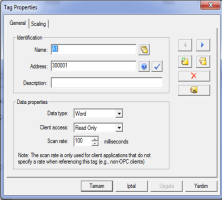 Tag Properties
General Scaling
Identification
Name:
Address: 300001
Description:
Data properties
Data type: Word
Client access: Read Only
Scan rate: 100 milliseconds
Note: The scan rate is only used for client applications that do not
specify a rate when referencing this tag (e.g., non-OPC clients)
Tamam İptal Uygula Yardım